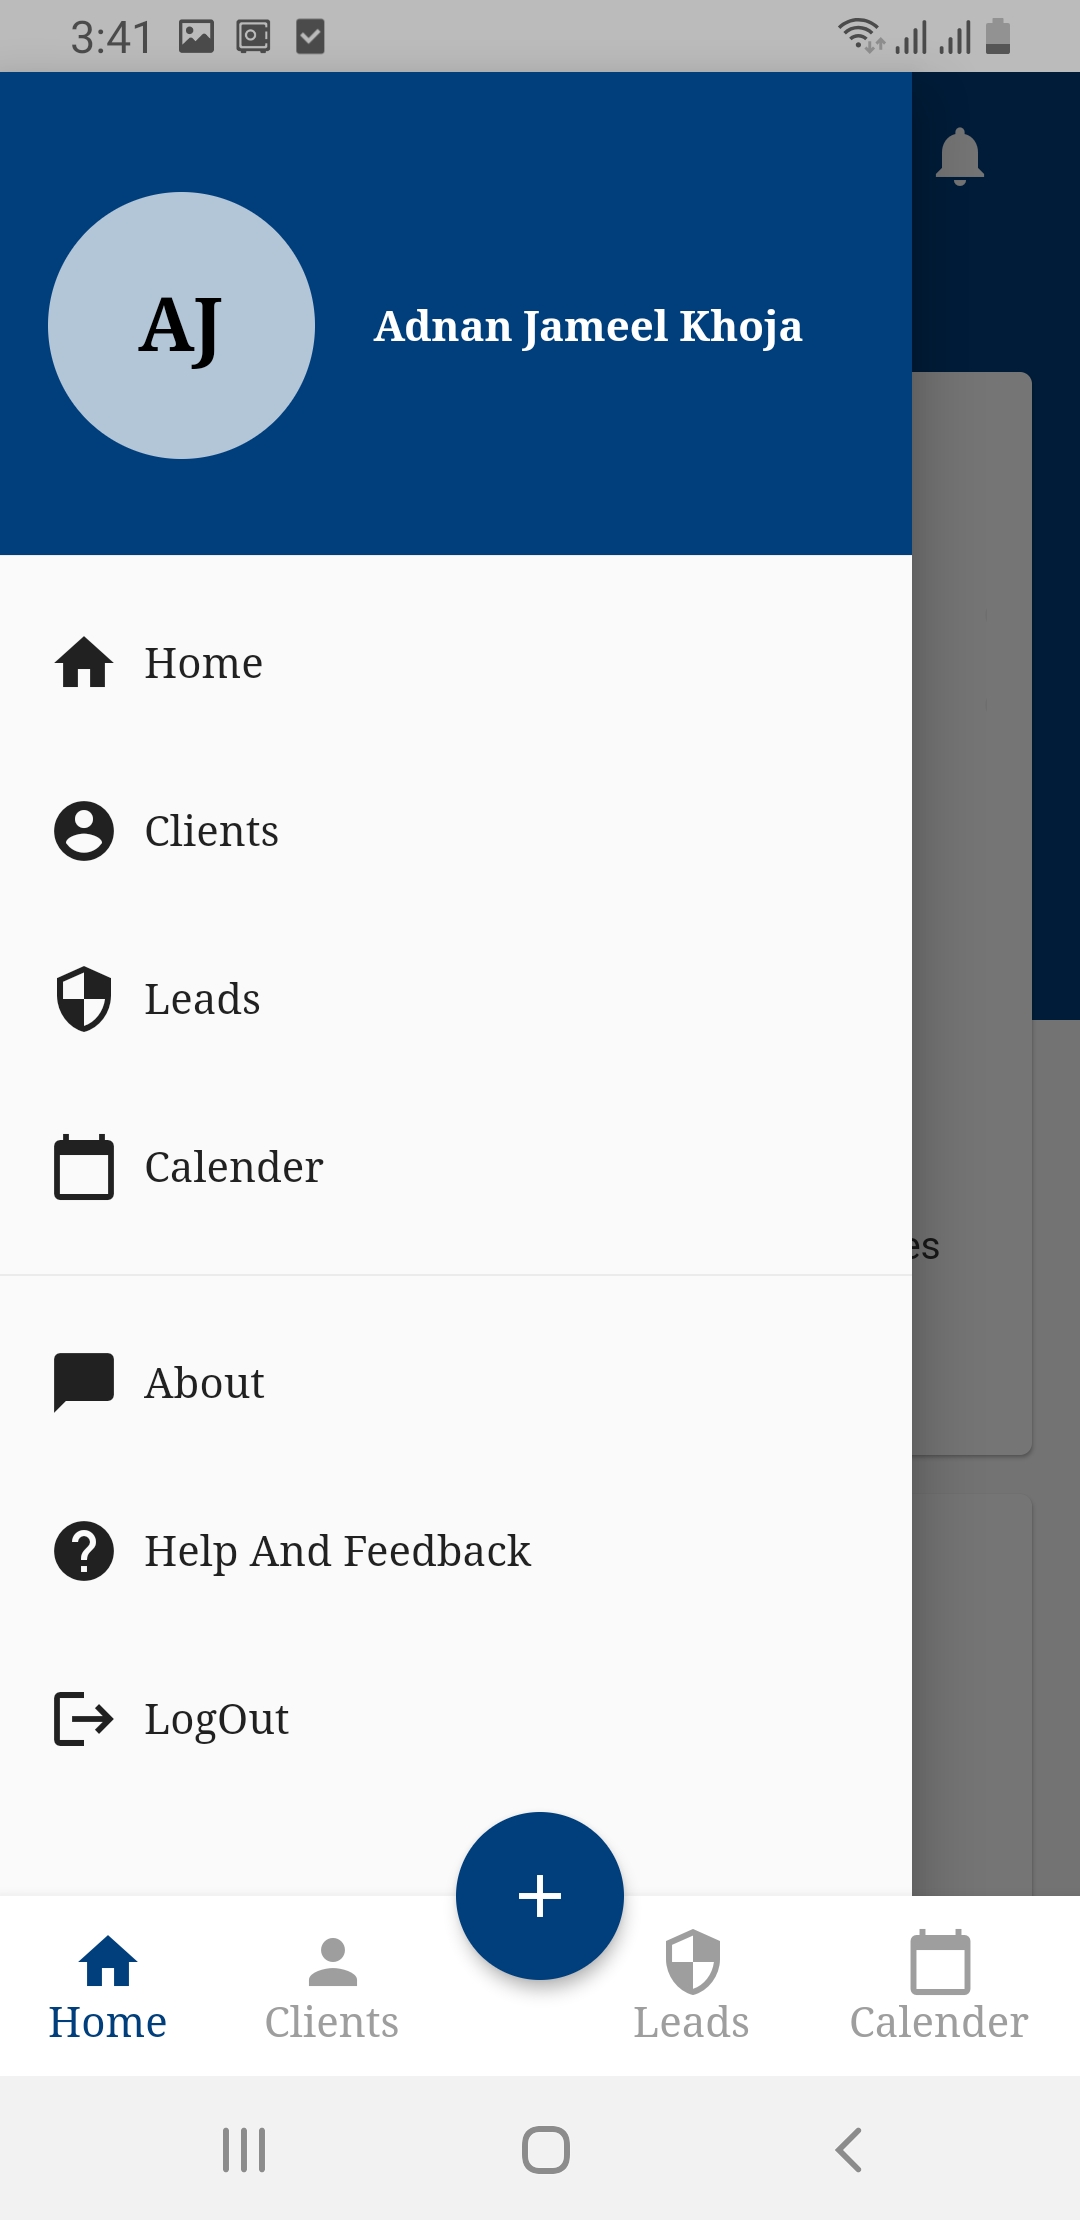 3:41
AJ
Adnan Jameel Khoja
Home
Clients
Leads
Calender
es
About
Help And Feedback
LogOut
Home
Clients
Leads
Calender